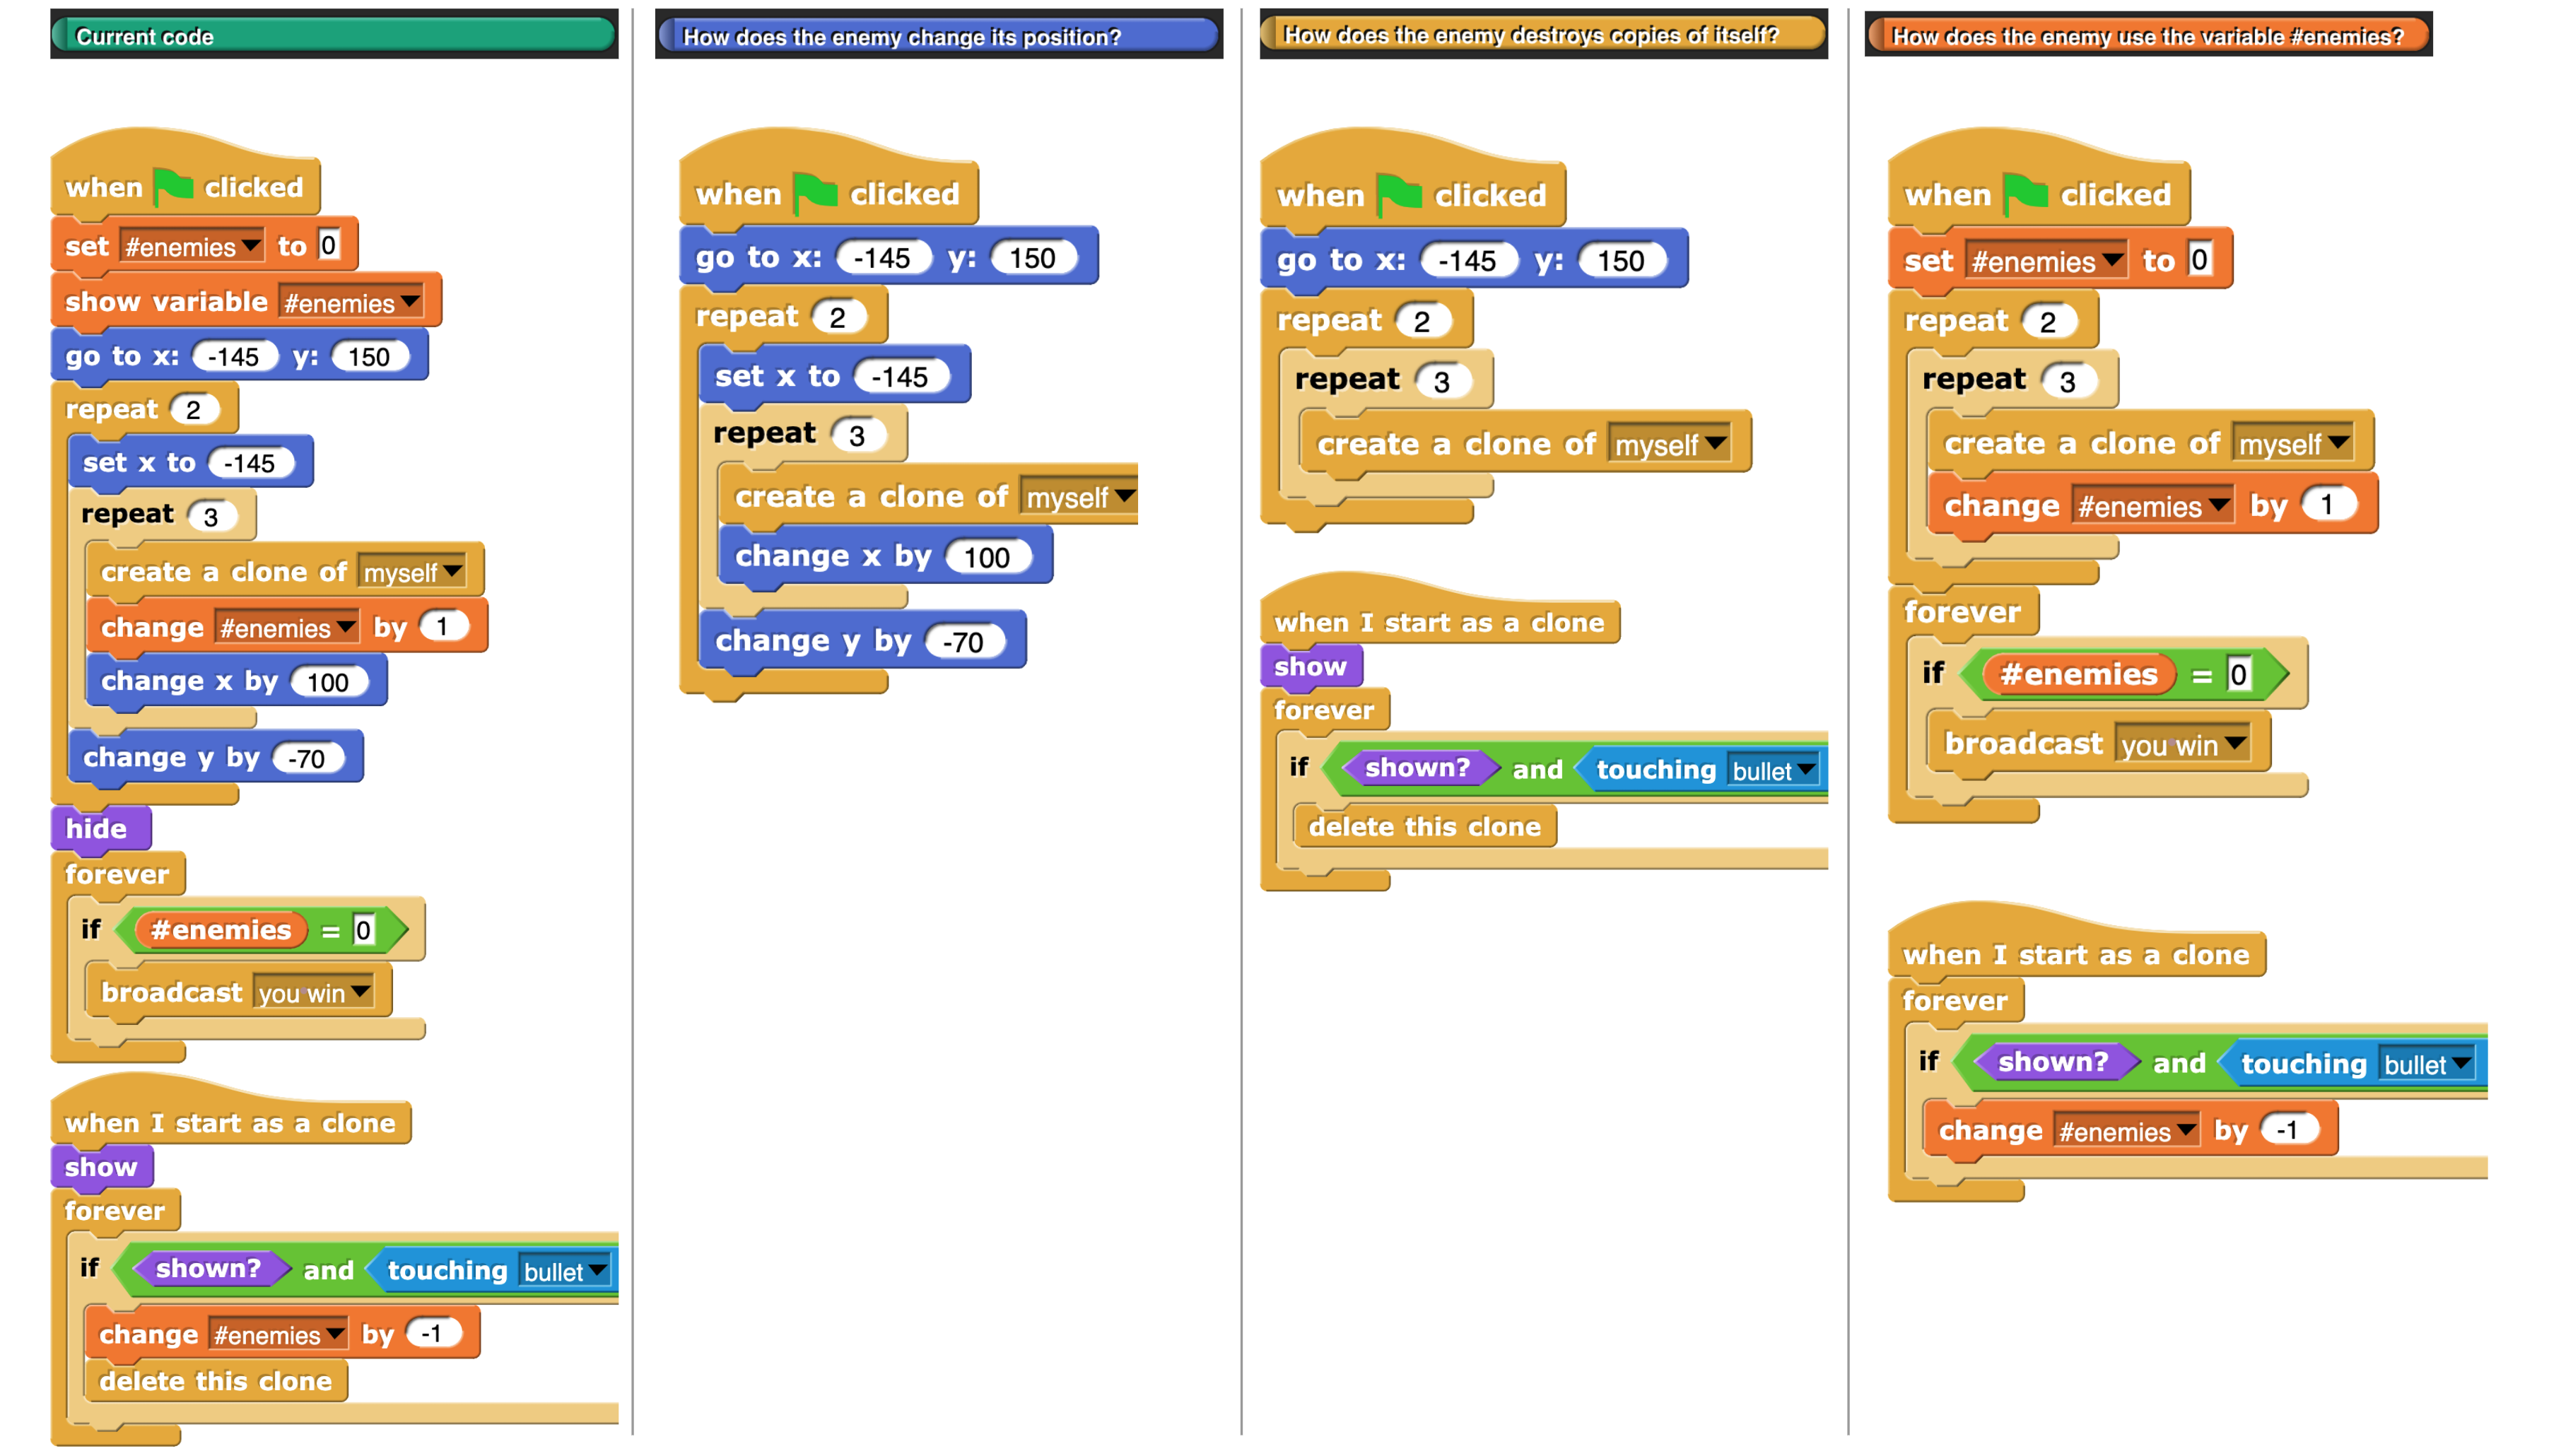 Current code
when clicked
set #enemies to 0
show variable #enemies
go to x: -145 y: 150
repeat 2
set x to -145
repeat 3
create a clone of myself
change #enemies by 1
change x by 100
change y by -70
hide
forever
if #enemies = 0
broadcast you win
when I start as a clone
show
forever
if shown? and touching bullet
change #enemies by -1
delete this clone
How does the enemy change its position?
when clicked
go to x: -145 y: 150
repeat 2
set x to -145
repeat 3
create a clone of myself
change x by 100
change y by -70
How does the enemy destroys copies of itself?
when clicked
go to x: -145 y: 150
repeat 2
repeat 3
create a clone of myself
when I start as a clone
show
forever
if shown? and touching bullet
delete this clone
How does the enemy use the variable #enemies?
when clicked
set #enemies to 0
repeat 2
repeat 3
create a clone of myself
change #enemies by 1
forever
if #enemies = 0
broadcast you win
when I start as a clone
forever
if shown? and touching bullet
change #enemies by -1